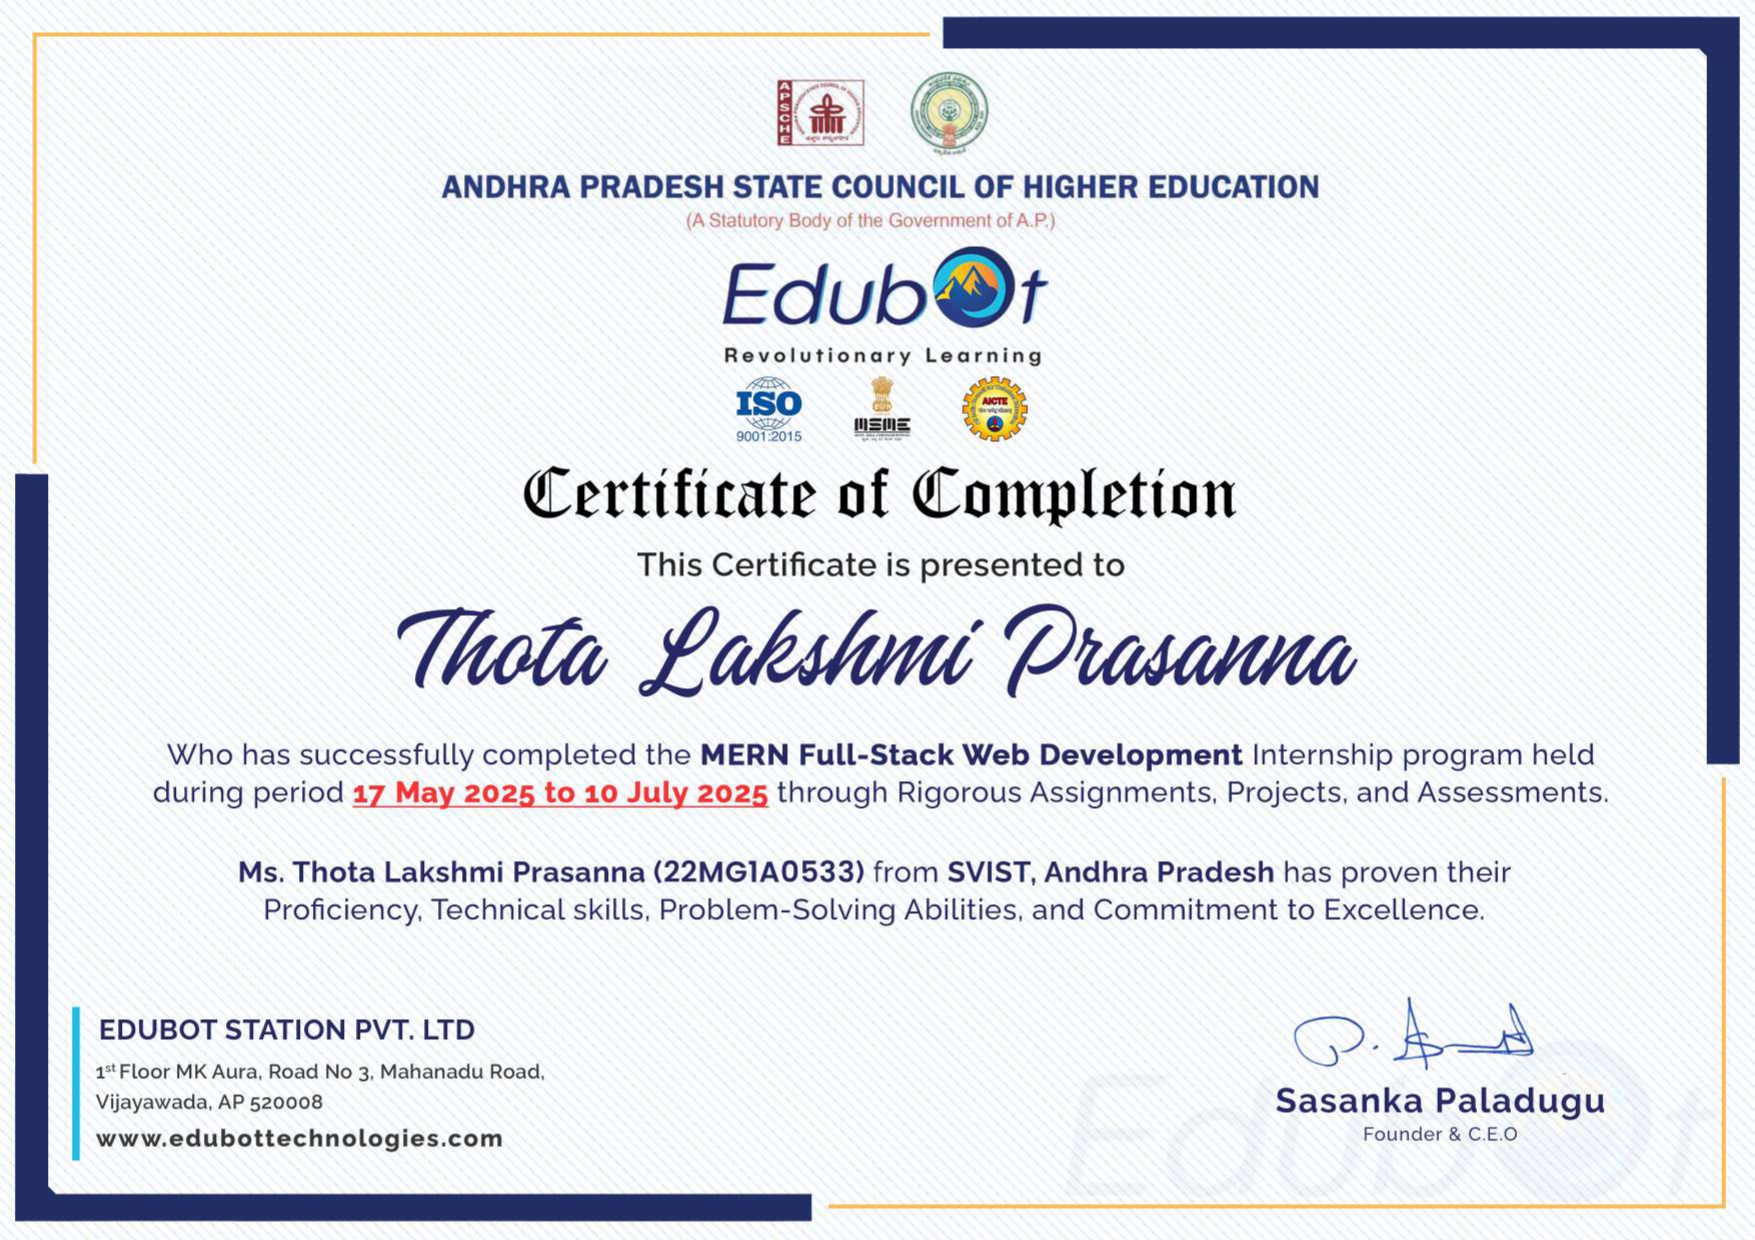 APSCHE
ANDHRA PRADESH STATE COUNCIL OF HIGHER EDUCATION
(A Statutory Body of the Government of A.P.)
Edubot
Revolutionary Learning
ISO
9001:2015
MSME
AICTE
Certificate of Completion
This Certificate is presented to
Thota Lakshmi Prasanna
Who has successfully completed the MERN Full-Stack Web Development Internship program held
during period 17 May 2025 to 10 July 2025 through Rigorous Assignments, Projects, and Assessments.
Ms. Thota Lakshmi Prasanna (22MG1A0533) from SVIST, Andhra Pradesh has proven their
Proficiency, Technical skills, Problem-Solving Abilities, and Commitment to Excellence.
EDUBOT STATION PVT. LTD
1st Floor MK Aura, Road No 3, Mahanadu Road,
Vijayawada, AP 520008
www.edubottechnologies.com
Sasanka Paladugu
Founder & C.E.O
Edubot